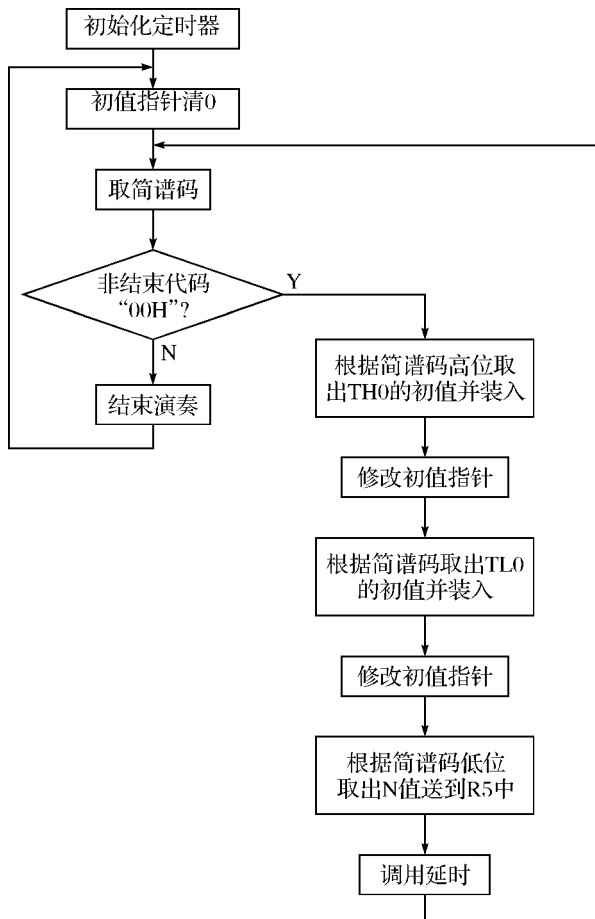 初始化定时器
初值指针清0
取简谱码
非结束代码
“00H”?
Y
N
结束演奏
根据简谱码高位取
出TH0的初值并装入
修改初值指针
根据简谱码取出TL0
的初值并装入
修改初值指针
根据简谱码低位
取出N值送到R5中
调用延时